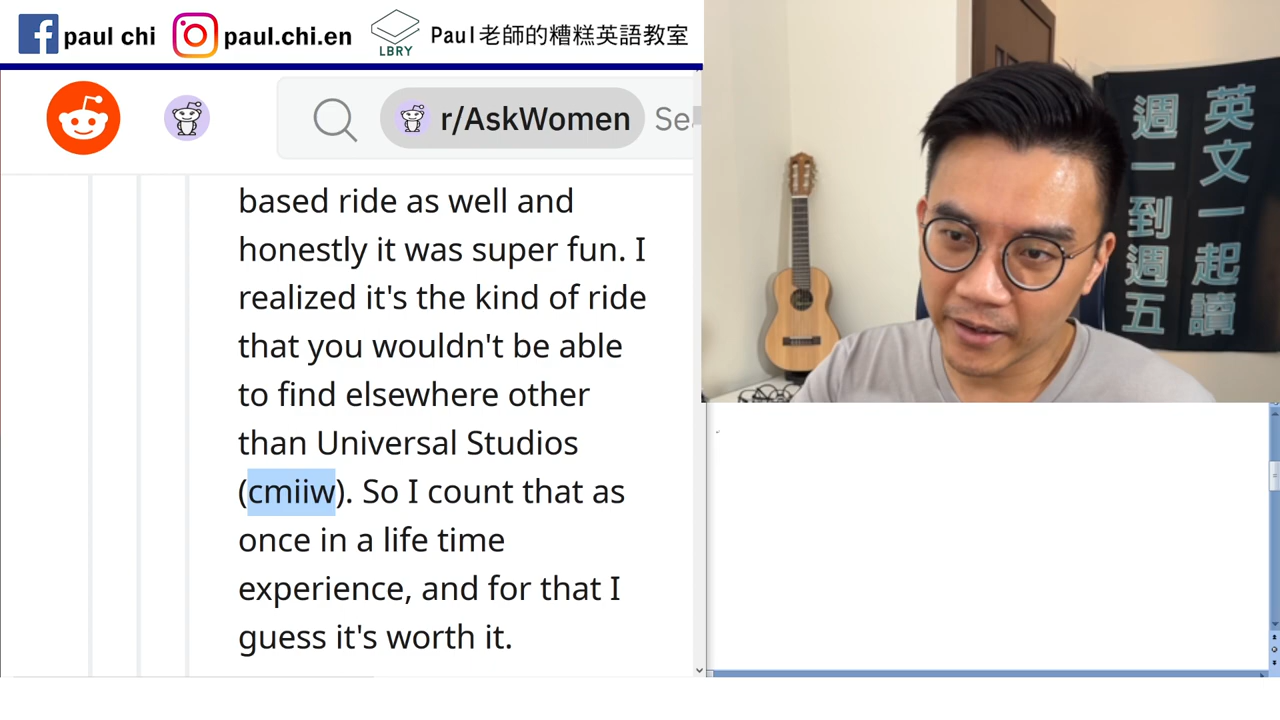 paul chi
paul.chi.en
LBRY
Paul老師的糟糕英語教室
r/AskWomen
Se
based ride as well and
honestly it was super fun. I
realized it's the kind of ride
that you wouldn't be able
to find elsewhere other
than Universal Studios
(cmiiw). So I count that as
once in a life time
experience, and for that I
guess it's worth it.
英文一起讀
週一到週五